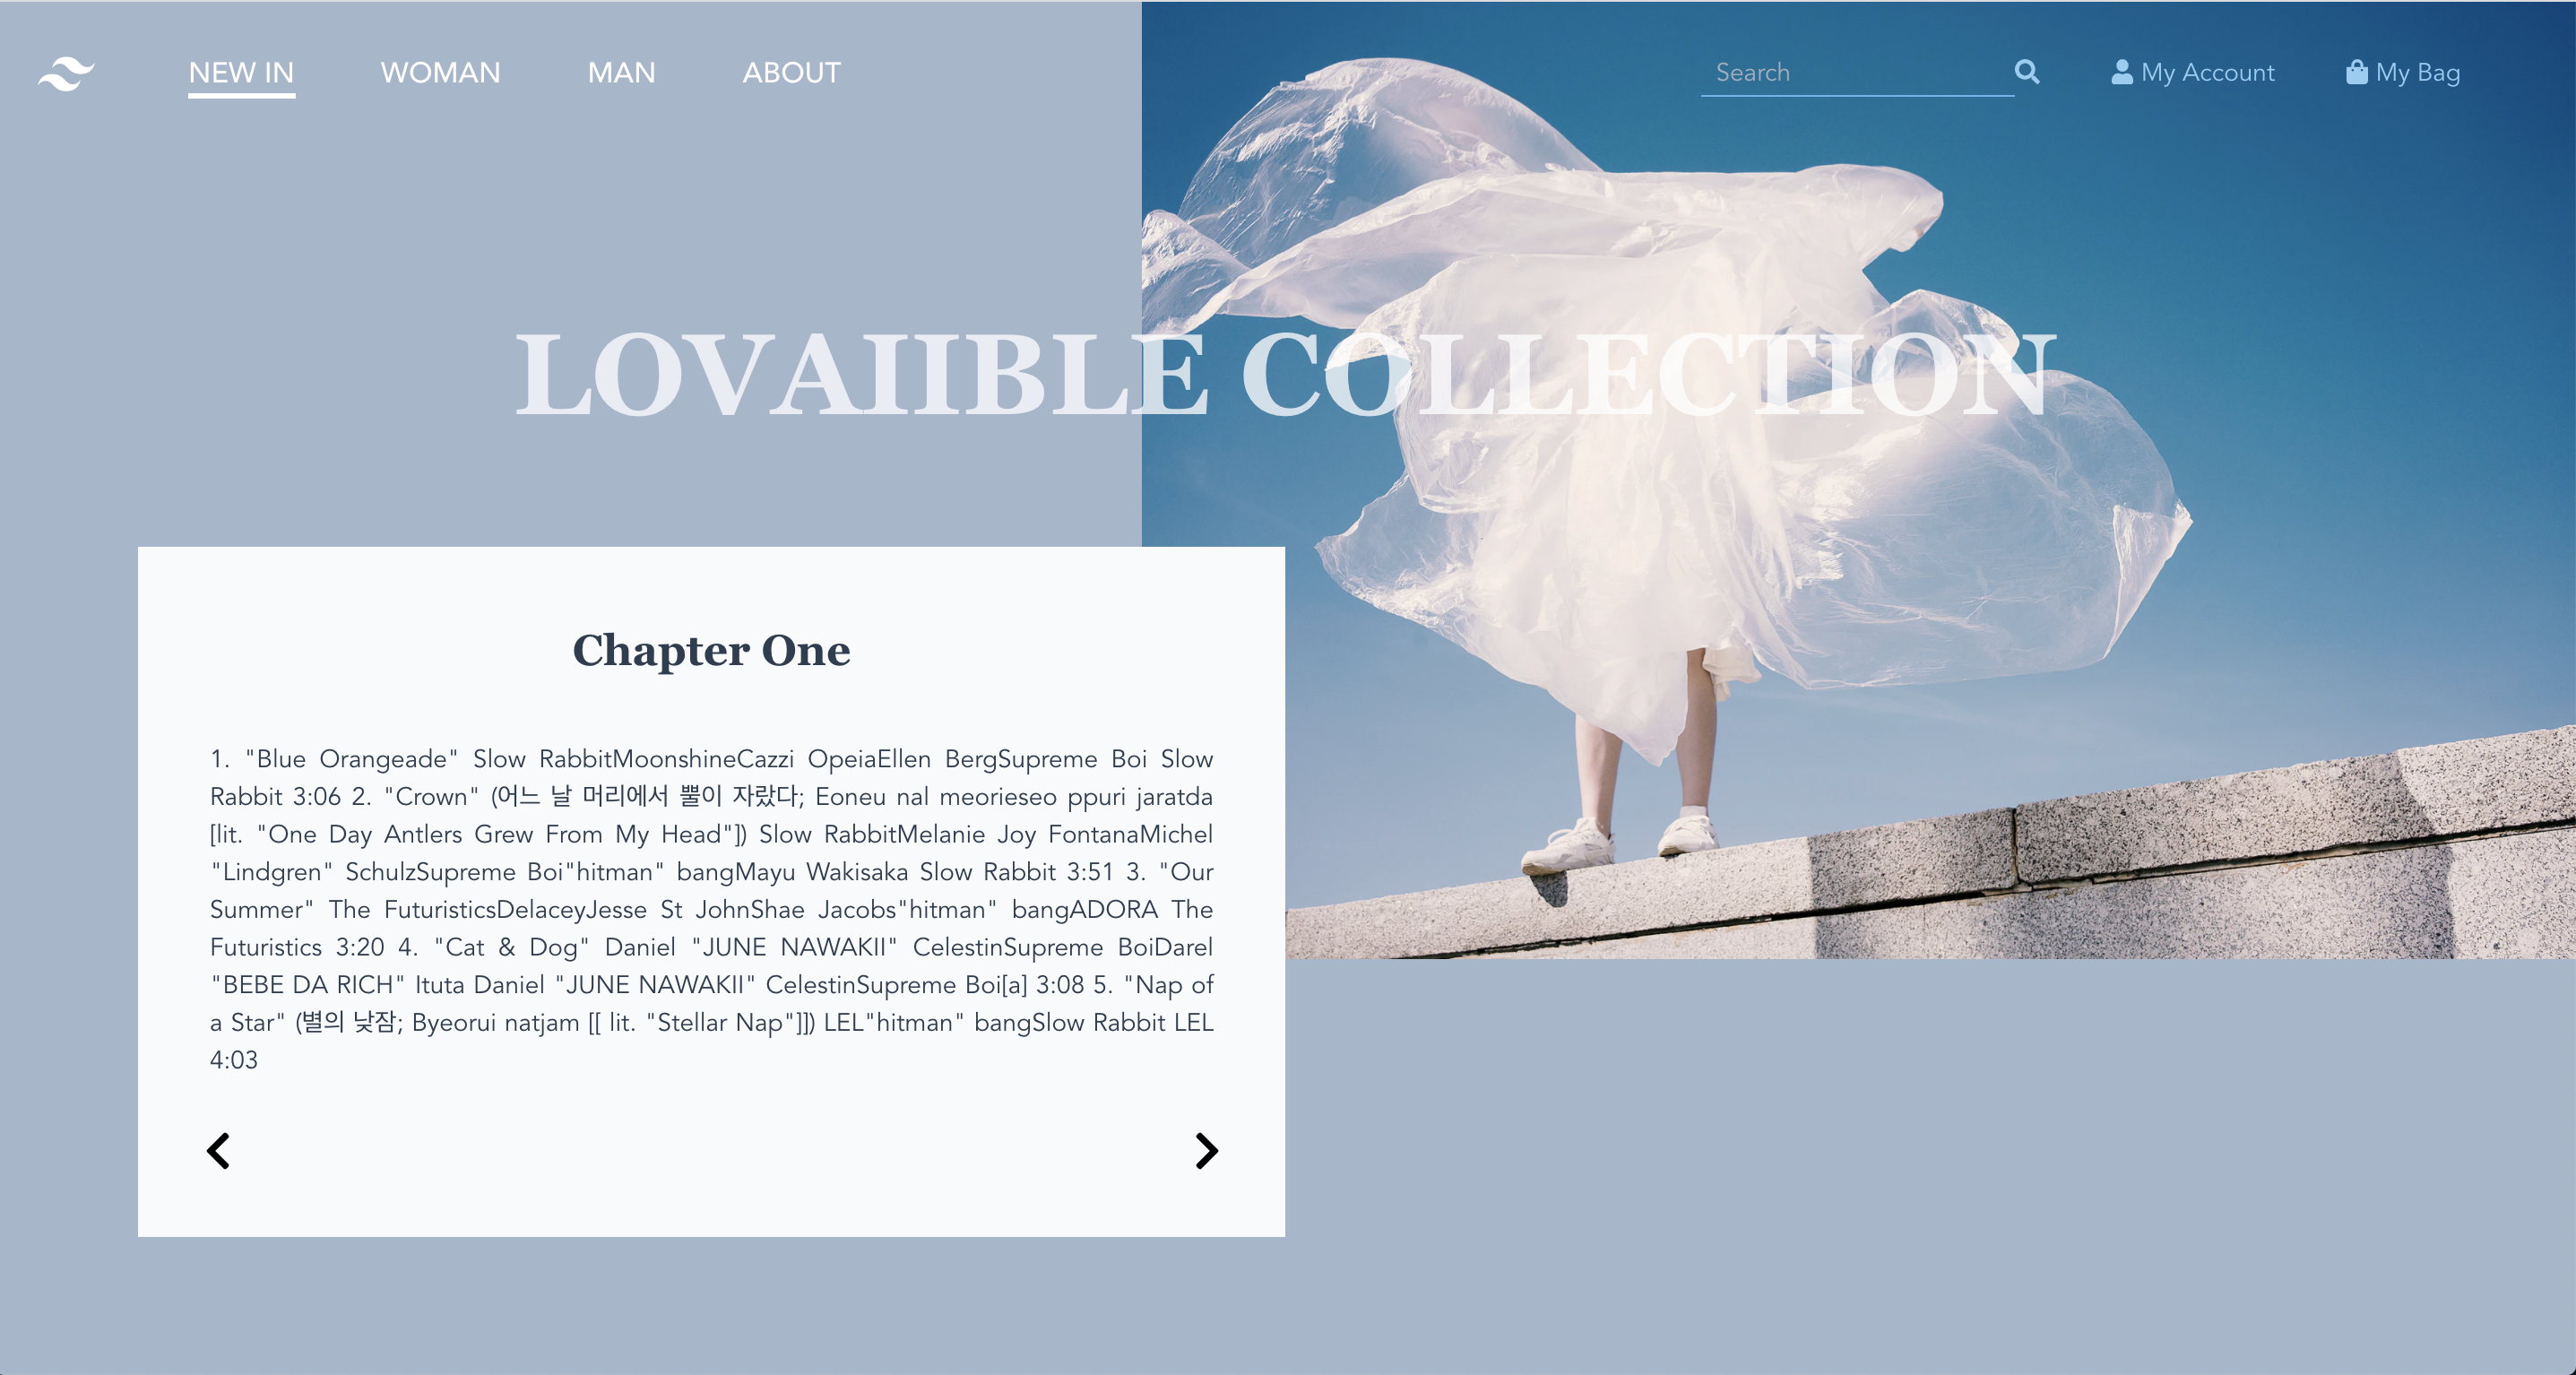 NEW IN WOMAN MAN ABOUT Search My Account My Bag
LOVAIIBLE COLLECTION
Chapter One
1. "Blue Orangeade" Slow RabbitMoonshineCazzi OpeiaEllen BergSupreme Boi Slow
Rabbit 3:06 2. "Crown" (어느 날 머리에서 뿔이 자랐다; Eoneu nal meorieseo ppuri jaratda
[lit. "One Day Antlers Grew From My Head"]) Slow RabbitMelanie Joy FontanaMichel
"Lindgren" SchulzSupreme Boi"hitman" bangMayu Wakisaka Slow Rabbit 3:51 3. "Our
Summer" The FuturisticsDelaceyJesse St JohnShae Jacobs"hitman" bangADORA The
Futuristics 3:20 4. "Cat & Dog" Daniel "JUNE NAWAKII" CelestinSupreme BoiDarel
"BEBE DA RICH" Ituta Daniel "JUNE NAWAKII" CelestinSupreme Boi[a] 3:08 5. "Nap of
a Star" (별의 낮잠; Byeorui natjam [[ lit. "Stellar Nap"]]) LEL"hitman" bangSlow Rabbit LEL
4:03